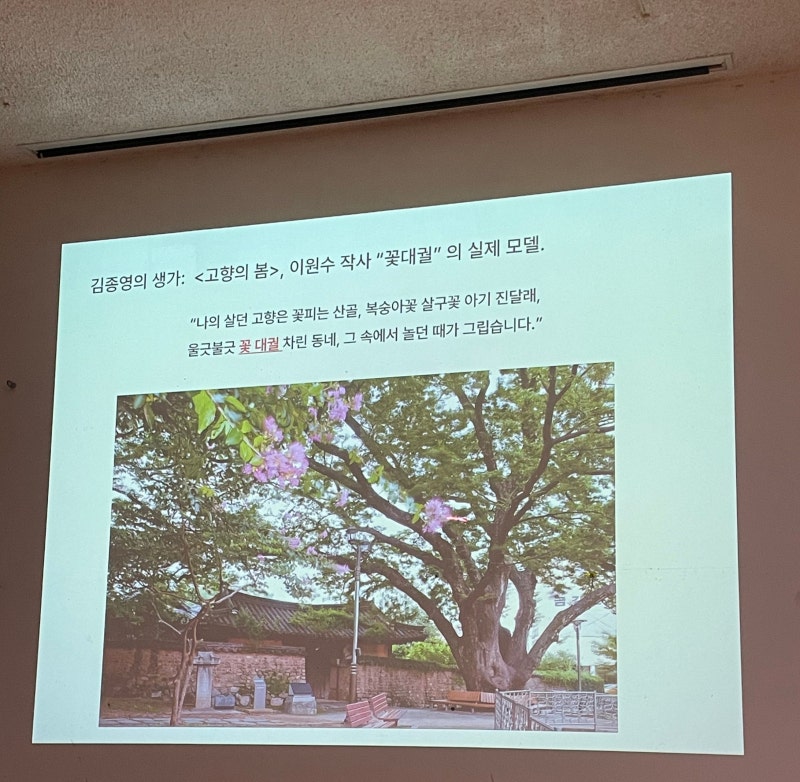 김종영의 생가: <고향의 봄>, 이원수 작사 “꽃대궐” 의 실제 모델.
“나의 살던 고향은 꽃피는 산골, 복숭아꽃 살구꽃 아기 진달래,
울긋불긋 꽃 대궐 차린 동네, 그 속에서 놀던 때가 그립습니다.”